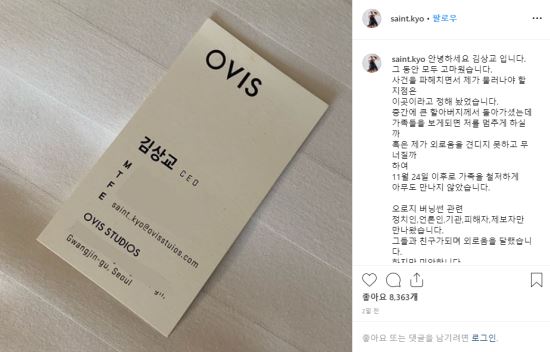 OVIS
김상교 CEO
M
T
F
E
saint_kyo@ovisstuios.com
OVIS STUDIOS
Gwangjin-gu, Seoul
saint.kyo • 팔로우
saint.kyo 안녕하세요 김상교 입니다.
그 동안 모두 고마웠습니다.
사건을 파헤치면서 제가 물러나야 할
지점은
이곳이라고 정해 놨었습니다.
중간에 큰 할아버지께서 돌아가셨는데
가족들을 보게되면 저를 멈추게 하실
까
혹은 제가 외로움을 견디지 못하고 무
너질까
하여
11월 24일 이후로 가족을 철저하게
아무도 만나지 않았습니다.
오로지 버닝썬 관련
정치인,언론인,기관,피해자,제보자만
만나왔습니다.
그들과 친구가되며 외로움을 달랬습니
다.
하지만 미안합니다
좋아요 8,363개
2일 전
좋아요 또는 댓글을 남기려면 로그인.